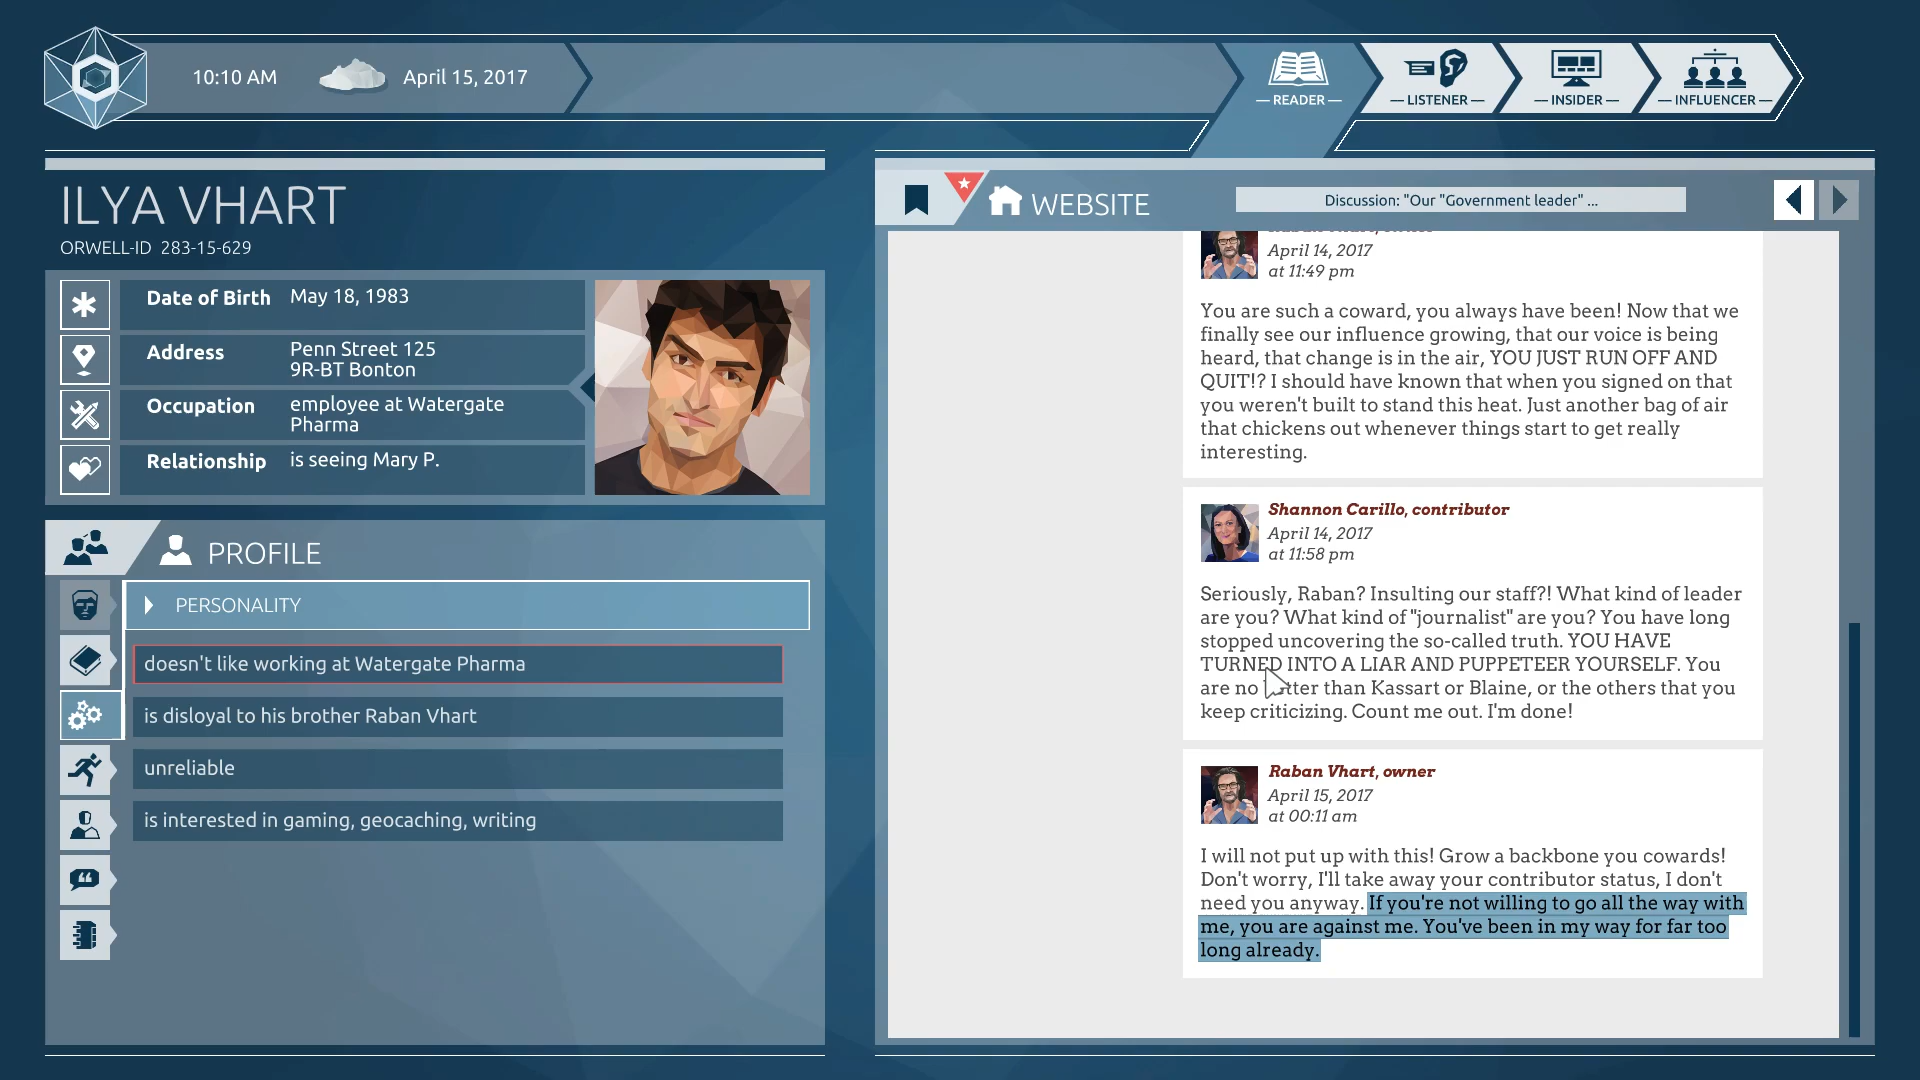 10:10 AM
April 15, 2017
READER
LISTENER
INSIDER
INFLUENCER
ILYA VHART
ORWELL-ID 283-15-629
Date of Birth May 18, 1983
Address Penn Street 125
9R-BT Bonton
Occupation employee at Watergate
Pharma
Relationship is seeing Mary P.
PROFILE
PERSONALITY
doesn't like working at Watergate Pharma
is disloyal to his brother Raban Vhart
unreliable
is interested in gaming, geocaching, writing
WEBSITE
Discussion: "Our "Government leader" ...
April 14, 2017
at 11:49 pm
You are such a coward, you always have been! Now that we
finally see our influence growing, that our voice is being
heard, that change is in the air, YOU JUST RUN OFF AND
QUIT!? I should have known that when you signed on that
you weren't built to stand this heat. Just another bag of air
that chickens out whenever things start to get really
interesting.
Shannon Carillo, contributor
April 14, 2017
at 11:58 pm
Seriously, Raban? Insulting our staff?! What kind of leader
are you? What kind of "journalist" are you? You have long
stopped uncovering the so-called truth. YOU HAVE
TURNED INTO A LIAR AND PUPPETEER YOURSELF. You
are no better than Kassart or Blaine, or the others that you
keep criticizing. Count me out. I'm done!
Raban Vhart, owner
April 15, 2017
at 00:11 am
I will not put up with this! Grow a backbone you cowards!
Don't worry, I'll take away your contributor status, I don't
need you anyway. If you're not willing to go all the way with
me, you are against me. You've been in my way for far too
long already.